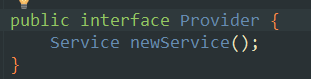 public interface Provider {
    Service newService();
}